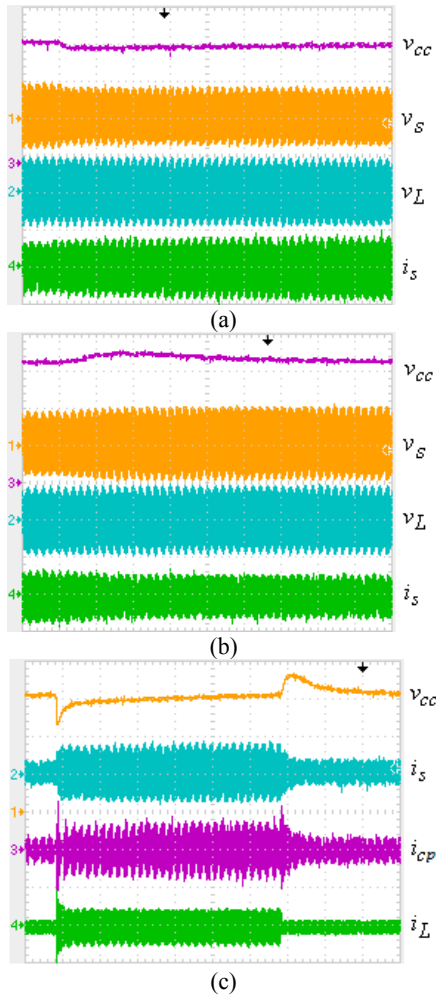 v_cc
1 v_s
3
2 v_L
4 i_s
(a)
v_cc
1 v_s
3
2 v_L
4 i_s
(b)
v_cc
2 i_s
1
3 i_cp
4 i_L
(c)